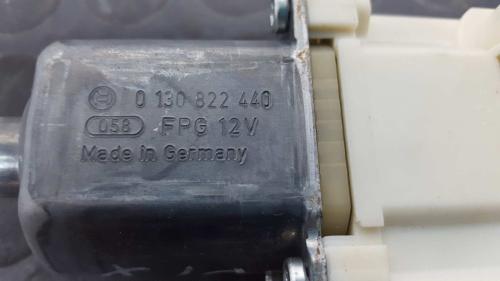 0 130 822 440
058 FPG 12V
Made in Germany